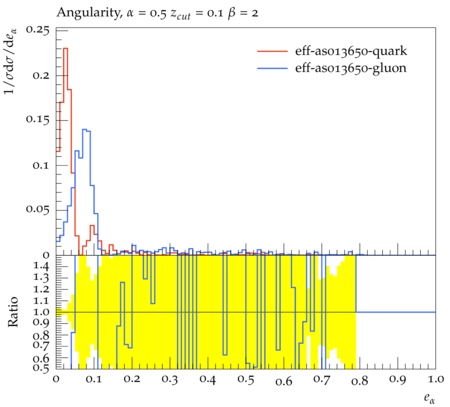 Angularity, α = 0.5 z_cut = 0.1 β = 2
1/σdσ/de_α
eff-as013650-quark
eff-as013650-gluon
0.25
0.2
0.15
0.1
0.05
0
Ratio
1.4
1.3
1.2
1.1
1.0
0.9
0.8
0.7
0.6
0.5
0 0.1 0.2 0.3 0.4 0.5 0.6 0.7 0.8 0.9 1.0
e_α